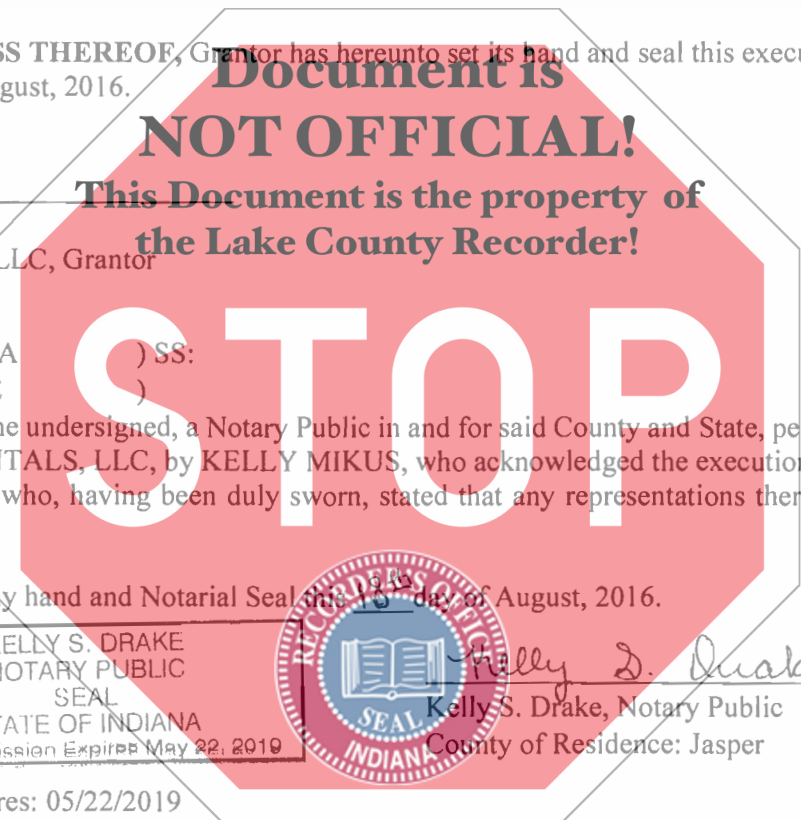 SS THEREOF, Grantor has hereunto set its hand and seal this execu
gust, 2016.
Document is
NOT OFFICIAL!
This Document is the property of
the Lake County Recorder!
LLC, Grantor
STOP
A ) SS:
)
he undersigned, a Notary Public in and for said County and State, pe
TALS, LLC, by KELLY MIKUS, who acknowledged the execution
who, having been duly sworn, stated that any representations ther
y hand and Notarial Seal this 18th day of August, 2016.
KELLY S. DRAKE
NOTARY PUBLIC
SEAL
TATE OF INDIANA
ssion Expires May 22, 2019
RECORDER'S OFFICE
SEAL
INDIANA
Kelly S. Drak
Kelly S. Drake, Notary Public
County of Residence: Jasper
res: 05/22/2019